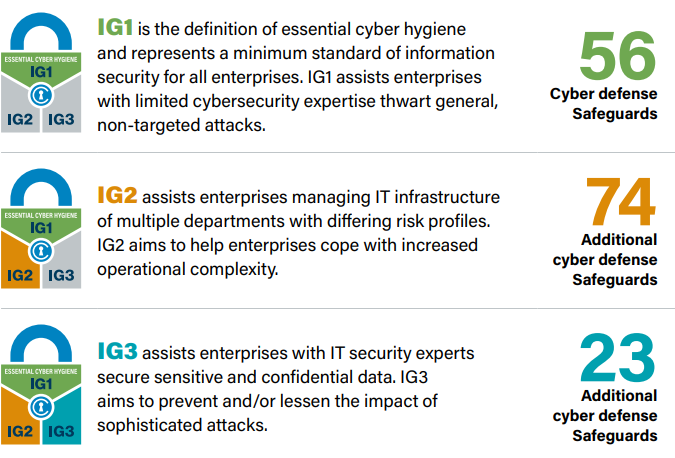 ESSENTIAL CYBER HYGIENE
IG1
IG2 IG3
IG1 is the definition of essential cyber hygiene
and represents a minimum standard of information
security for all enterprises. IG1 assists enterprises
with limited cybersecurity expertise thwart general,
non-targeted attacks.
56
Cyber defense
Safeguards
ESSENTIAL CYBER HYGIENE
IG1
IG2 IG3
IG2 assists enterprises managing IT infrastructure
of multiple departments with differing risk profiles.
IG2 aims to help enterprises cope with increased
operational complexity.
74
Additional
cyber defense
Safeguards
ESSENTIAL CYBER HYGIENE
IG1
IG2 IG3
IG3 assists enterprises with IT security experts
secure sensitive and confidential data. IG3
aims to prevent and/or lessen the impact of
sophisticated attacks.
23
Additional
cyber defense
Safeguards